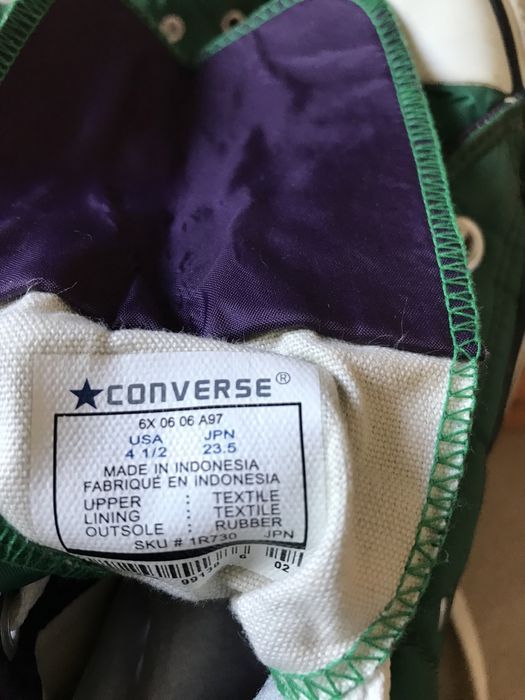 ★CONVERSE®
6X 06 06 A97
USA JPN
4 1/2 23.5
MADE IN INDONESIA
FABRIQUÉ EN INDONESIA
UPPER : TEXTILE
LINING : TEXTILE
OUTSOLE : RUBBER
SKU # 1R730 JPN
02